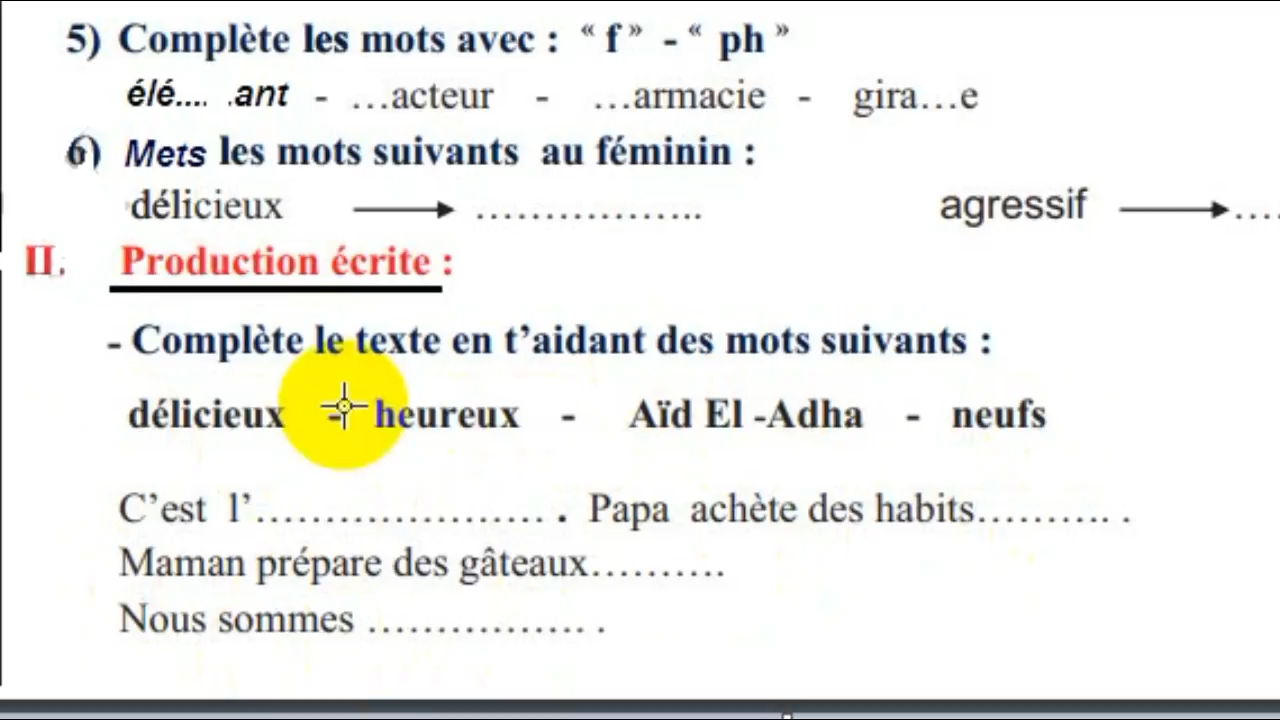 5) Complète les mots avec : “ f ” - “ ph ”
élé.... .ant - ...acteur - ...armacie - gira...e
6) Mets les mots suivants au féminin :
délicieux → ........................ agressif → ....
II. Production écrite :
- Complète le texte en t’aidant des mots suivants :
délicieux - heureux - Aïd El -Adha - neufs
C’est l’........................ . Papa achète des habits.......... .
Maman prépare des gâteaux..........
Nous sommes ................... .